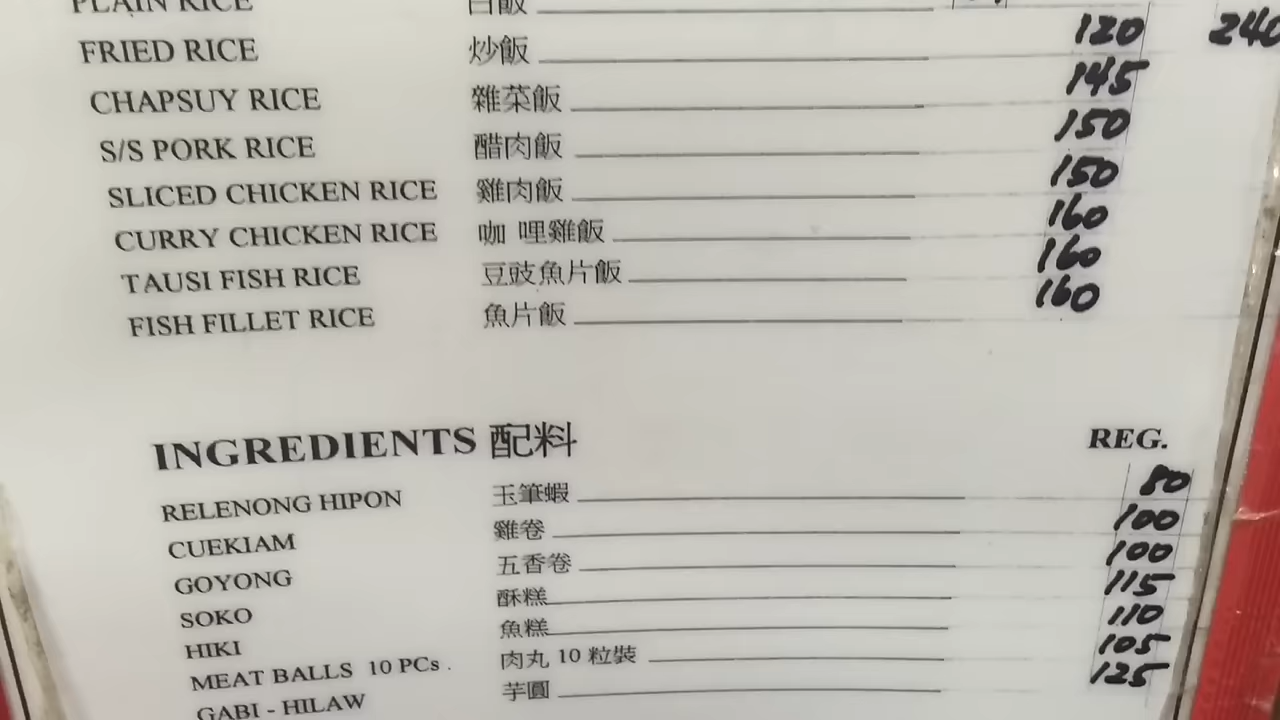 PLAIN RICE 白飯
FRIED RICE 炒飯 120 240
CHAPSUY RICE 雜菜飯 145
S/S PORK RICE 醋肉飯 150
SLICED CHICKEN RICE 雞肉飯 150
CURRY CHICKEN RICE 咖 哩雞飯 160
TAUSI FISH RICE 豆豉魚片飯 160
FISH FILLET RICE 魚片飯 160
INGREDIENTS 配料 REG.
RELENONG HIPON 玉筆蝦 80
CUEKIAM 雞卷 100
GOYONG 五香卷 100
SOKO 酥糕 115
HIKI 魚糕 110
MEAT BALLS 10 PCs . 肉丸 10 粒裝 105
GABI - HILAW 芋圓 125